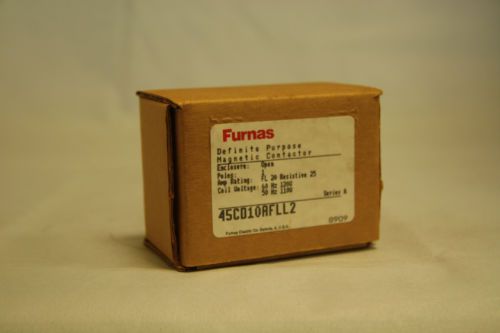 Furnas
Definite Purpose
Magnetic Contactor
Enclosure: Open
Poles: 1
Amp Rating: FL 20 Resistive 25
Coil Voltage: 60 Hz 120V
50 Hz 110V
Series A
45CD10AFLL2
8909
Furnas Electric Co. Batavia, IL U.S.A.